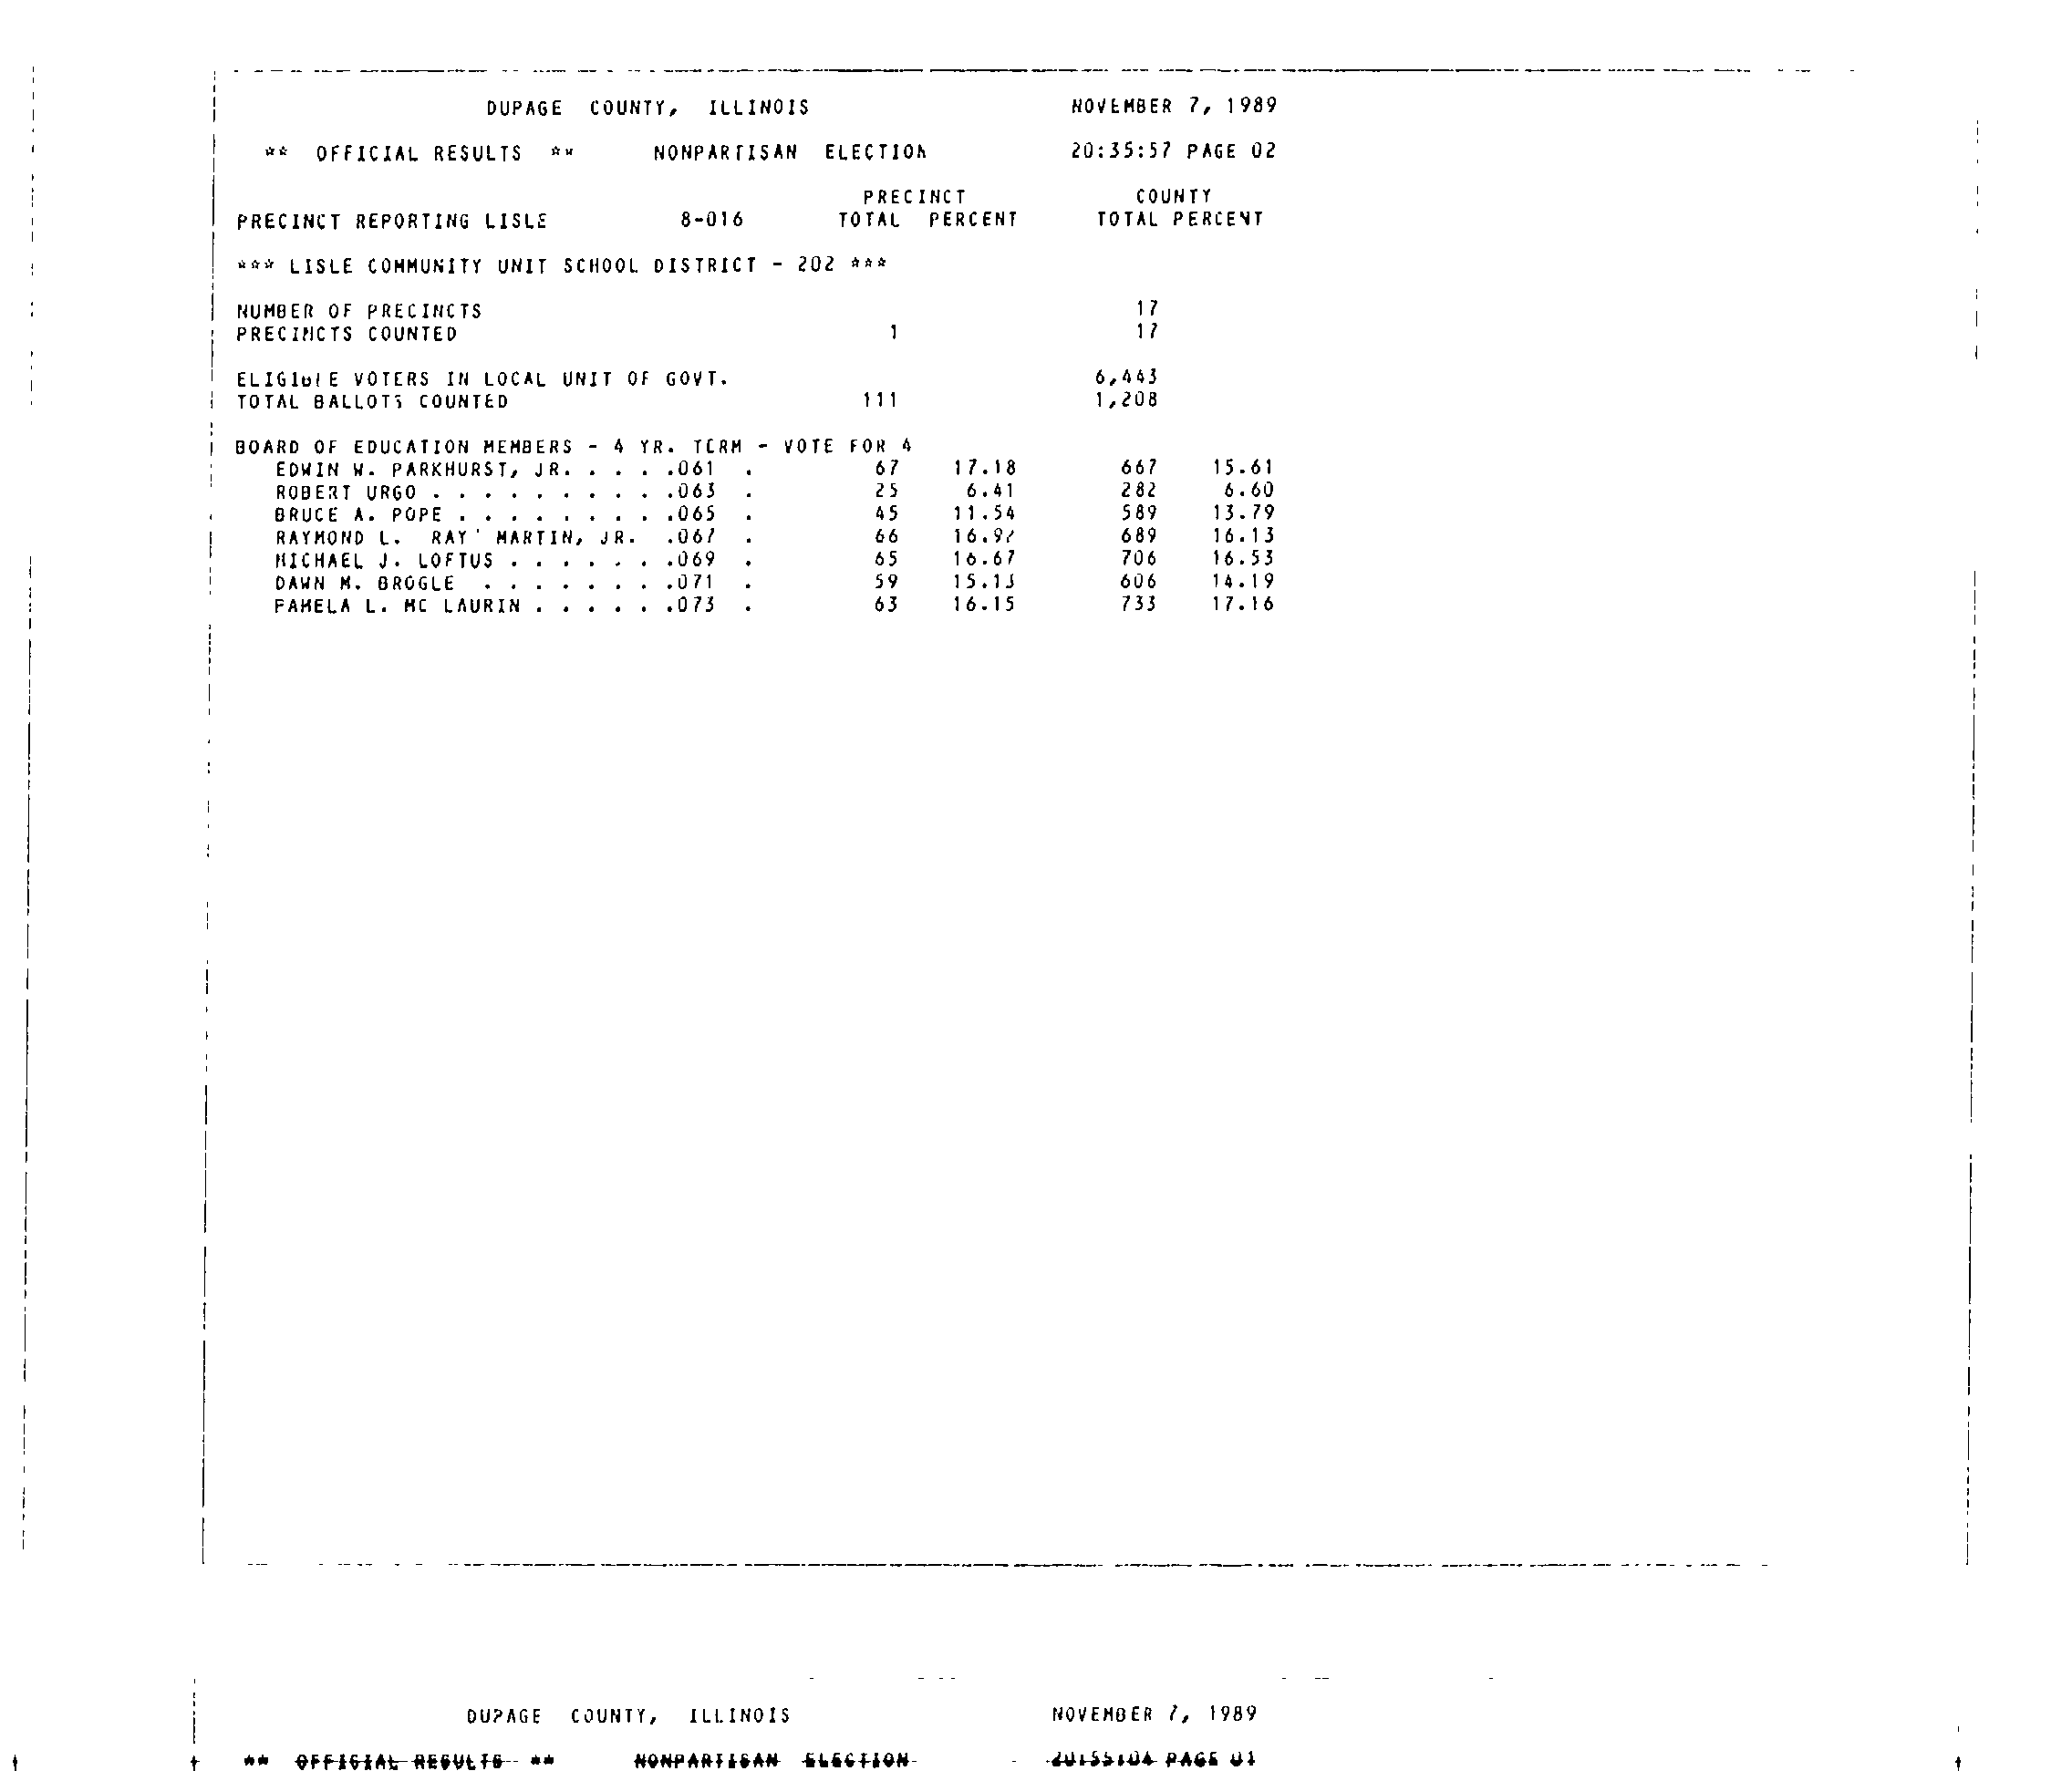 DUPAGE COUNTY, ILLINOIS NOVEMBER 7, 1989
** OFFICIAL RESULTS ** NONPARTISAN ELECTION 20:35:57 PAGE 02
PRECINCT COUNTY
PRECINCT REPORTING LISLE 8-016 TOTAL PERCENT TOTAL PERCENT
*** LISLE COMMUNITY UNIT SCHOOL DISTRICT - 202 ***
NUMBER OF PRECINCTS 17
PRECINCTS COUNTED 1 17
ELIGIBLE VOTERS IN LOCAL UNIT OF GOVT. 6,443
TOTAL BALLOTS COUNTED 111 1,208
BOARD OF EDUCATION MEMBERS - 4 YR. TERM - VOTE FOR 4
EDWIN W. PARKHURST, JR. . . . .061 . 67 17.18 667 15.61
ROBERT URGO . . . . . . . . . .063 . 25 6.41 282 6.60
BRUCE A. POPE . . . . . . . . .065 . 45 11.54 589 13.79
RAYMOND L. RAY' MARTIN, JR. .067 . 66 16.92 689 16.13
MICHAEL J. LOFTUS . . . . . . .069 . 65 16.67 706 16.53
DAWN M. BROGLE . . . . . . . .071 . 59 15.13 606 14.19
PAMELA L. MC LAURIN . . . . . .073 . 63 16.15 733 17.16
DUPAGE COUNTY, ILLINOIS NOVEMBER 7, 1989
** OFFICIAL RESULTS ** NONPARTISAN ELECTION PAGE 01